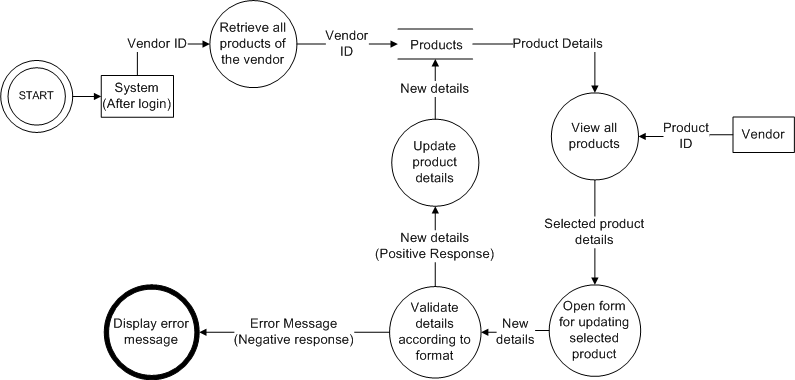 Retrieve all
products of
the vendor
Vendor ID
Vendor
ID
Products
Product Details
START
System
(After login)
New details
Update
product
details
View all
products
Product
ID
Vendor
Selected product
details
New details
(Positive Response)
Display error
message
Error Message
(Negative response)
Validate
details
according to
format
New
details
Open form
for updating
selected
product